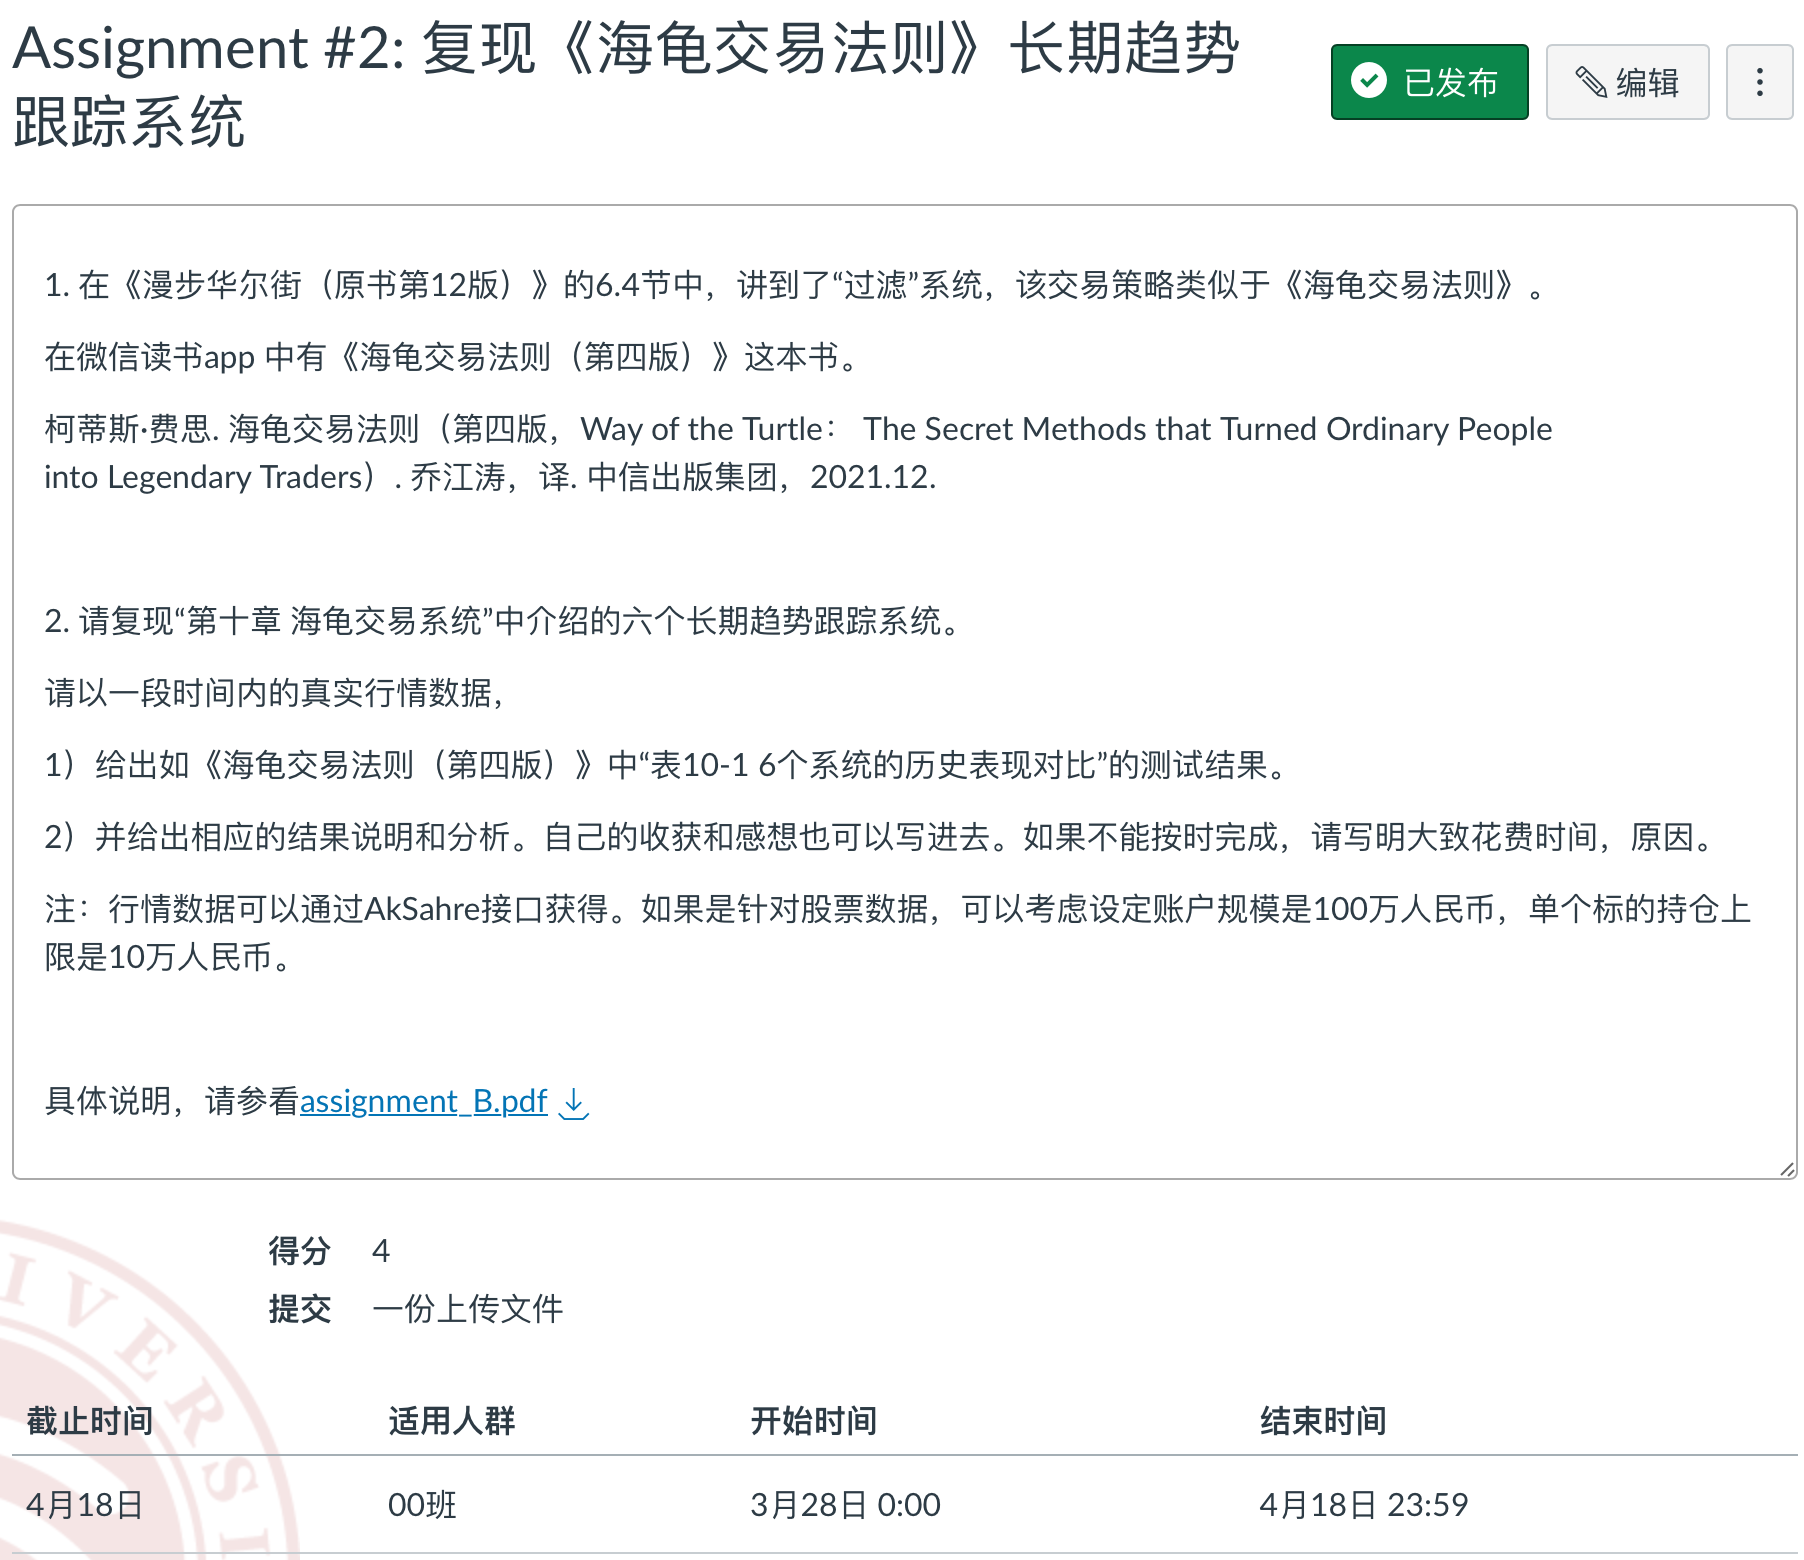 Assignment #2: 复现《海龟交易法则》长期趋势
跟踪系统
已发布
编辑
1. 在《漫步华尔街（原书第12版）》的6.4节中，讲到了“过滤”系统，该交易策略类似于《海龟交易法则》。
在微信读书app 中有《海龟交易法则（第四版）》这本书。
柯蒂斯·费思. 海龟交易法则（第四版，Way of the Turtle： The Secret Methods that Turned Ordinary People
into Legendary Traders）. 乔江涛，译. 中信出版集团，2021.12.
2. 请复现“第十章 海龟交易系统”中介绍的六个长期趋势跟踪系统。
请以一段时间内的真实行情数据，
1）给出如《海龟交易法则（第四版）》中“表10-1 6个系统的历史表现对比”的测试结果。
2）并给出相应的结果说明和分析。自己的收获和感想也可以写进去。如果不能按时完成，请写明大致花费时间，原因。
注：行情数据可以通过AkSahre接口获得。如果是针对股票数据，可以考虑设定账户规模是100万人民币，单个标的持仓上
限是10万人民币。
具体说明，请参看assignment_B.pdf
得分 4
提交 一份上传文件
截止时间 适用人群 开始时间 结束时间
4月18日 00班 3月28日 0:00 4月18日 23:59
IVERSI